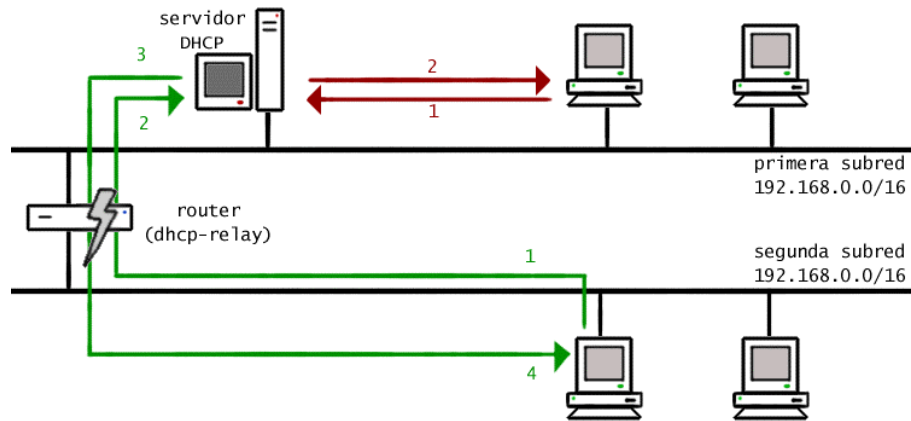 servidor
DHCP
3
2
2
1
primera subred
192.168.0.0/16
router
(dhcp-relay)
1
segunda subred
192.168.0.0/16
4